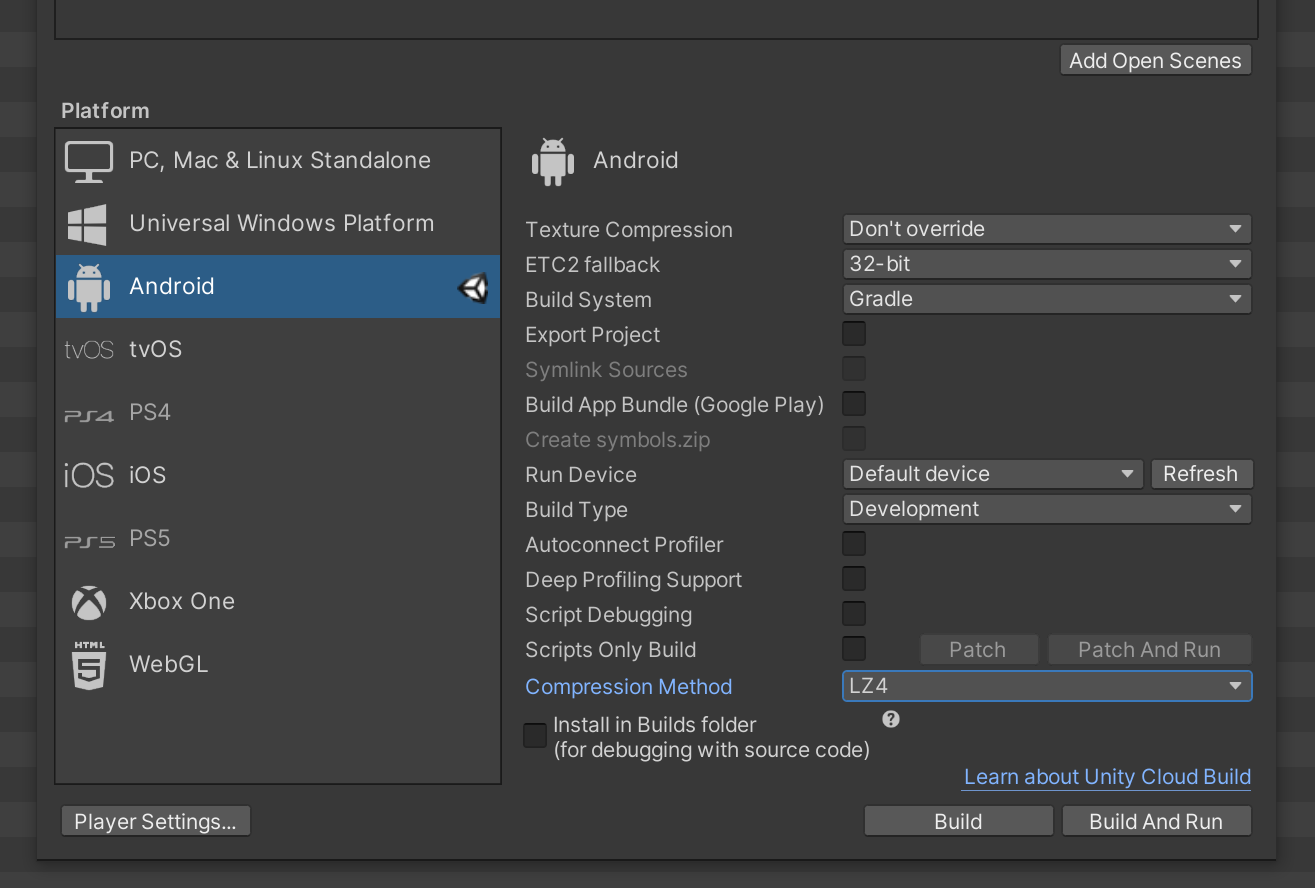 Add Open Scenes
Platform
PC, Mac & Linux Standalone
Universal Windows Platform
Android
tvOS tvOS
PS4 PS4
iOS iOS
PS5 PS5
Xbox One
HTML 5 WebGL
Android
Texture Compression Don't override
ETC2 fallback 32-bit
Build System Gradle
Export Project
Symlink Sources
Build App Bundle (Google Play)
Create symbols.zip
Run Device Default device Refresh
Build Type Development
Autoconnect Profiler
Deep Profiling Support
Script Debugging
Scripts Only Build Patch Patch And Run
Compression Method LZ4
Install in Builds folder ?
(for debugging with source code)
Learn about Unity Cloud Build
Player Settings... Build Build And Run